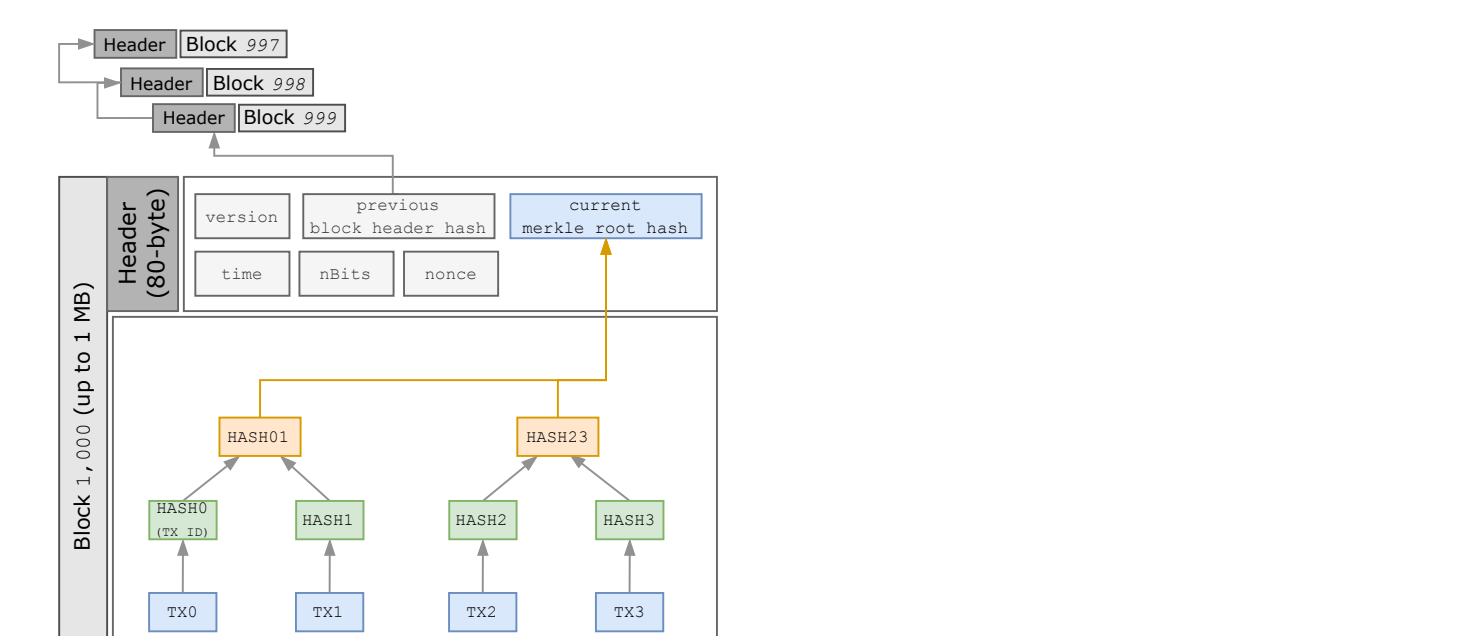 Header Block 997
Header Block 998
Header Block 999
Block 1,000 (up to 1 MB)
Header
(80-byte)
version
previous
block header hash
current
merkle root hash
time
nBits
nonce
HASH01
HASH23
HASH0
(TX ID)
HASH1
HASH2
HASH3
TX0
TX1
TX2
TX3